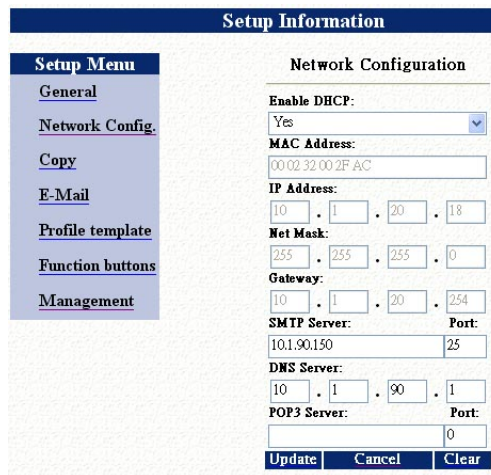 Setup Information
Setup Menu
General
Network Config.
Copy
E-Mail
Profile template
Function buttons
Management
Network Configuration
Enable DHCP:
Yes
MAC Address:
00 02 32 00 2F AC
IP Address:
10 . 1 . 20 . 18
Net Mask:
255 . 255 . 255 . 0
Gateway:
10 . 1 . 20 . 254
SMTP Server: Port:
10.1.90.150 25
DNS Server:
10 . 1 . 90 . 1
POP3 Server: Port:
0
Update Cancel Clear